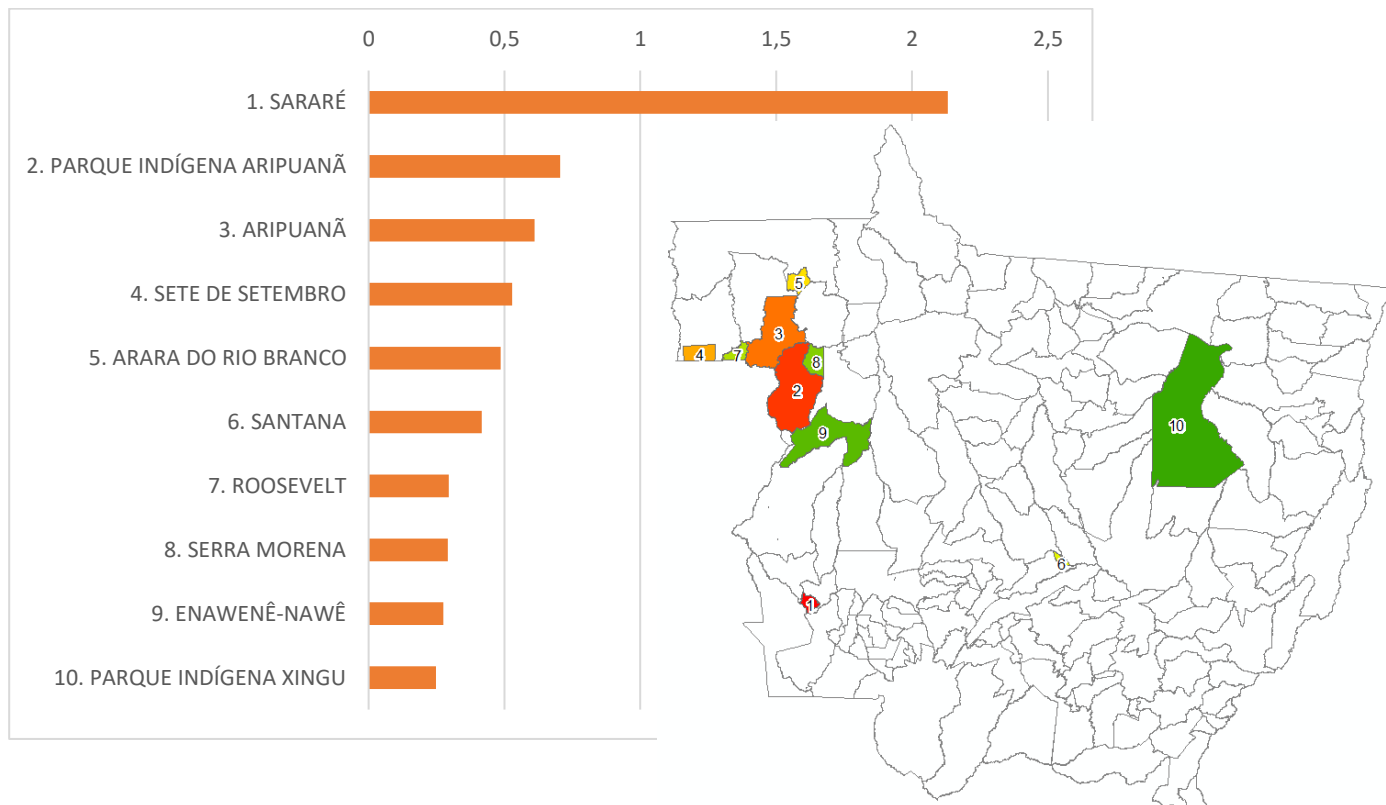 0 0,5 1 1,5 2 2,5
1. SARARÉ
2. PARQUE INDÍGENA ARIPUANÃ
3. ARIPUANÃ
4. SETE DE SETEMBRO
5. ARARA DO RIO BRANCO
6. SANTANA
7. ROOSEVELT
8. SERRA MORENA
9. ENAWENÊ-NAWÊ
10. PARQUE INDÍGENA XINGU
5
3
4 7 8
2
10
9
6
1